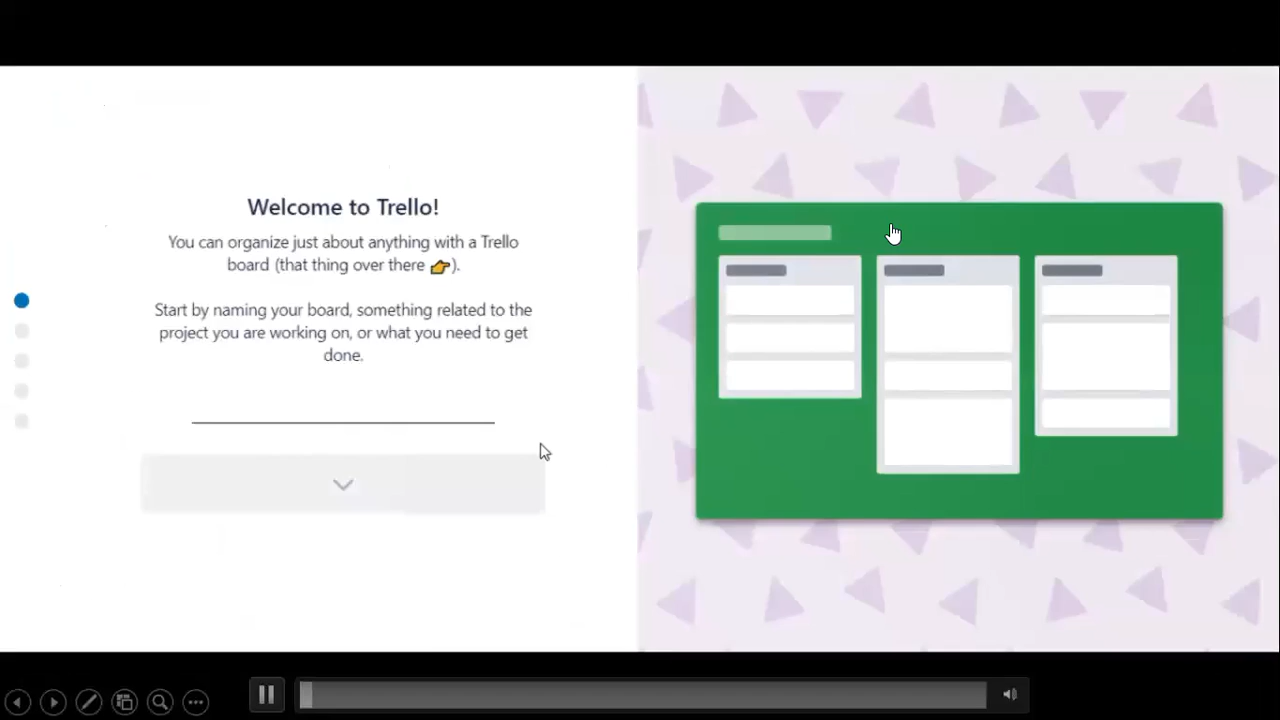 Welcome to Trello!
You can organize just about anything with a Trello
board (that thing over there 👉).
Start by naming your board, something related to the
project you are working on, or what you need to get
done.